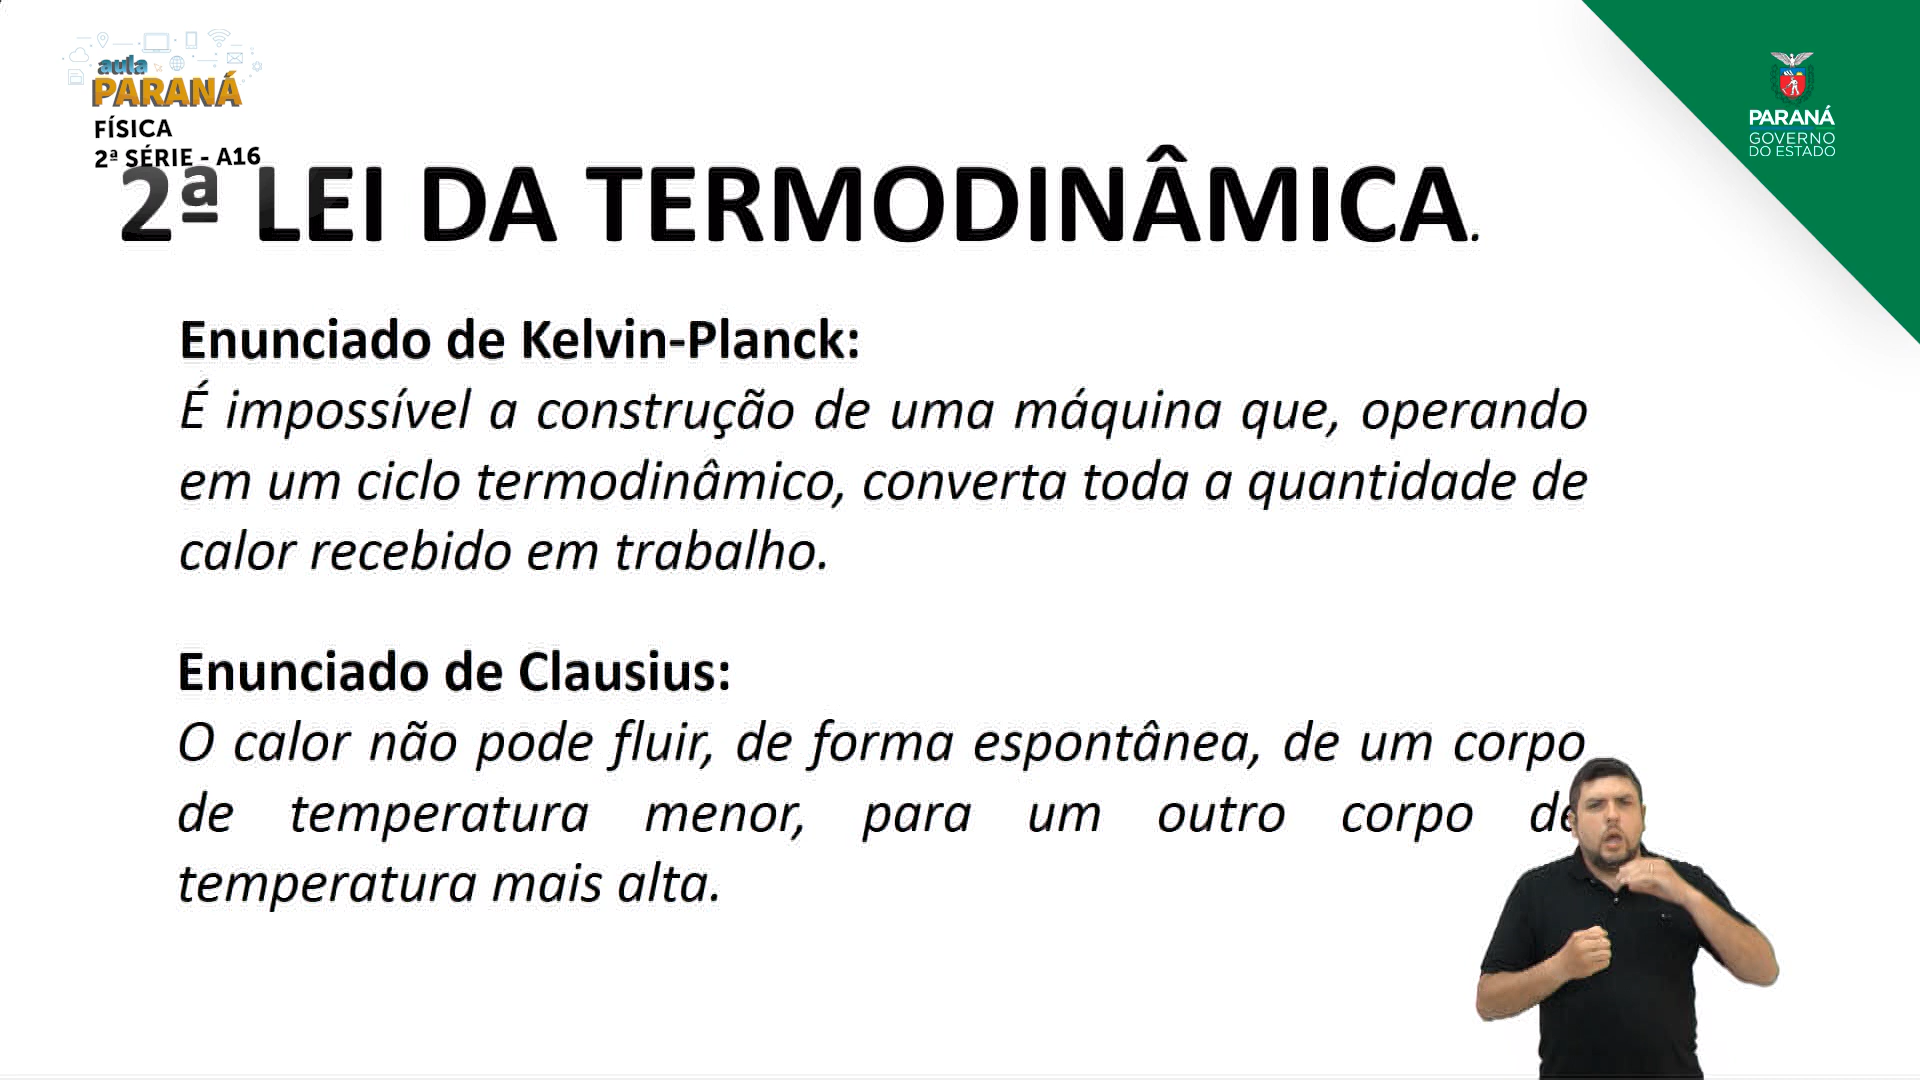 aula
PARANÁ
FÍSICA
2ª SÉRIE - A16
PARANÁ
GOVERNO
DO ESTADO
2ª LEI DA TERMODINÂMICA.
Enunciado de Kelvin-Planck:
É impossível a construção de uma máquina que, operando
em um ciclo termodinâmico, converta toda a quantidade de
calor recebido em trabalho.
Enunciado de Clausius:
O calor não pode fluir, de forma espontânea, de um corpo
de temperatura menor, para um outro corpo de
temperatura mais alta.